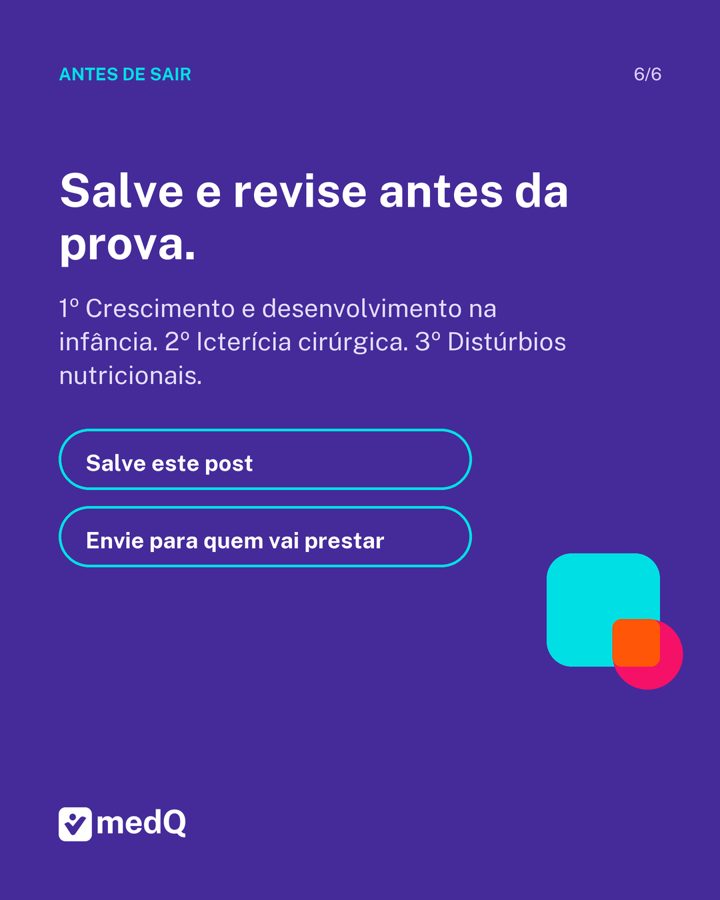 ANTES DE SAIR
6/6
Salve e revise antes da
prova.
1º Crescimento e desenvolvimento na
infância. 2º Icterícia cirúrgica. 3º Distúrbios
nutricionais.
Salve este post
Envie para quem vai prestar
medQ